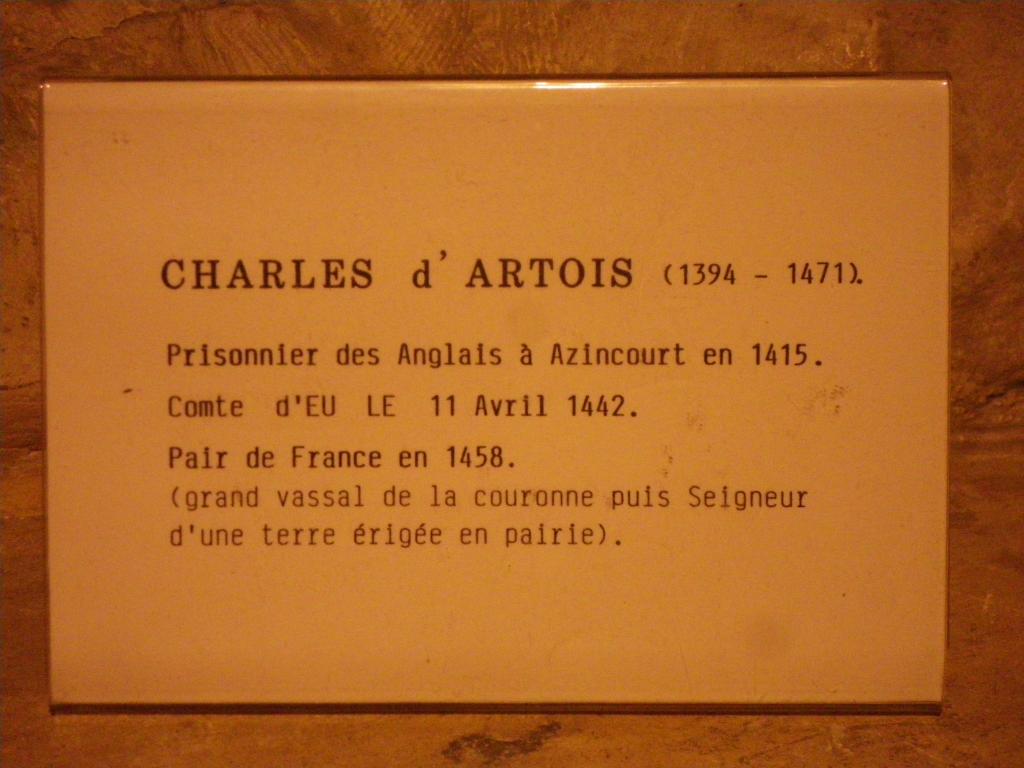 CHARLES d'ARTOIS (1394 - 1471).
Prisonnier des Anglais à Azincourt en 1415.
Comte d'EU LE 11 Avril 1442.
Pair de France en 1458.
(grand vassal de la couronne puis Seigneur
d'une terre érigée en pairie).